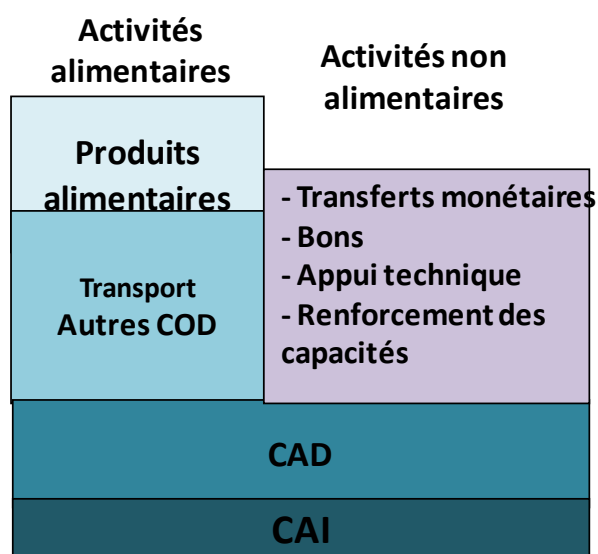 Activités
alimentaires
Activités non
alimentaires
Produits
alimentaires
Transport
Autres COD
- Transferts monétaires
- Bons
- Appui technique
- Renforcement des
capacités
CAD
CAI